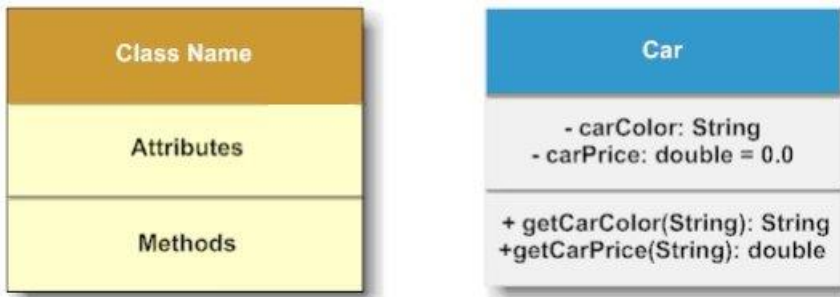 Class Name
Attributes
Methods
Car
- carColor: String
- carPrice: double = 0.0
+ getCarColor(String): String
+getCarPrice(String): double